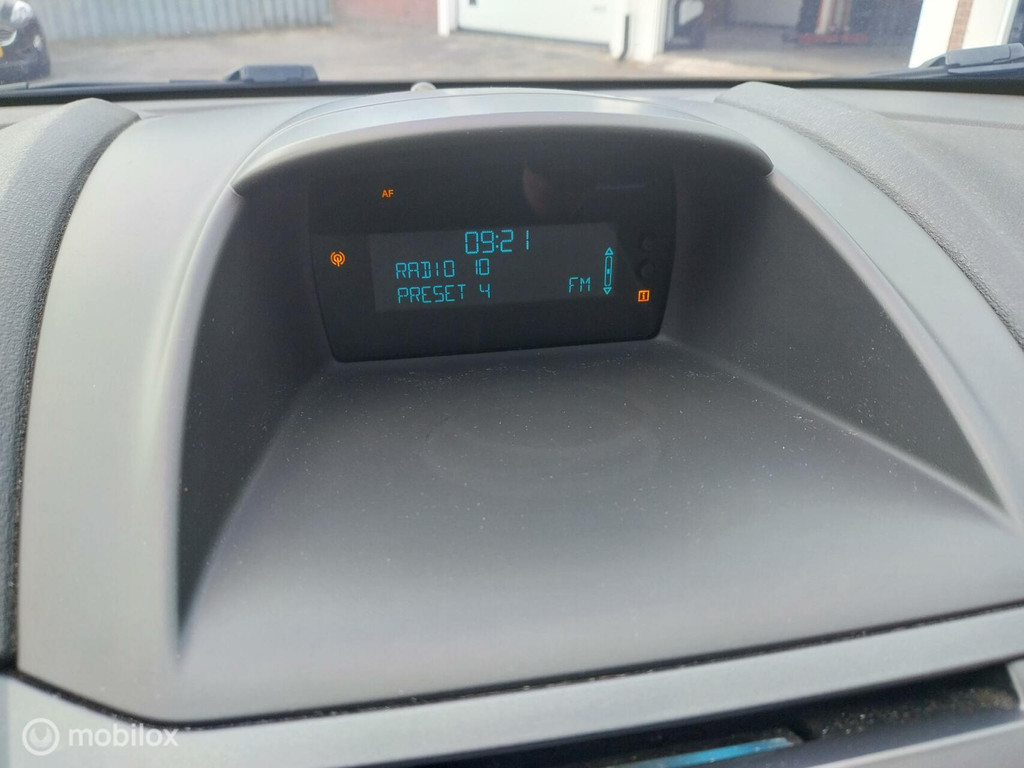 AF
09:21
RADIO 10
PRESET 4 FM
mobilox